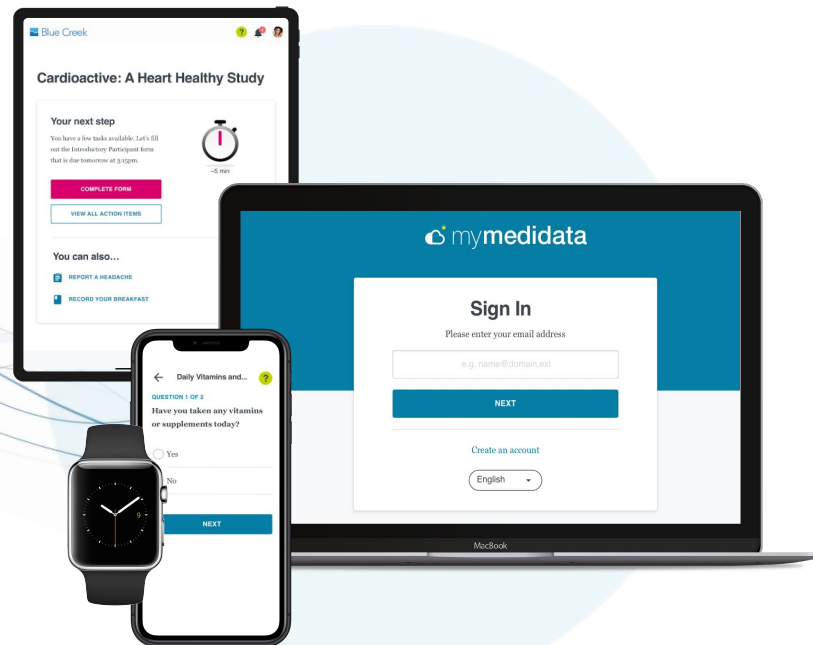 Blue Creek
?
Cardioactive: A Heart Healthy Study
Your next step
You have a few tasks available. Let's fill
out the Introductory Participant form
that is due tomorrow at 3:15pm.
~5 min
COMPLETE FORM
VIEW ALL ACTION ITEMS
You can also...
REPORT A HEADACHE
RECORD YOUR BREAKFAST
mymedidata
Sign In
Please enter your email address
e.g. name@domain.ext
NEXT
Create an account
English
MacBook
Daily Vitamins and...
?
QUESTION 1 OF 2
Have you taken any vitamins
or supplements today?
Yes
No
NEXT
9